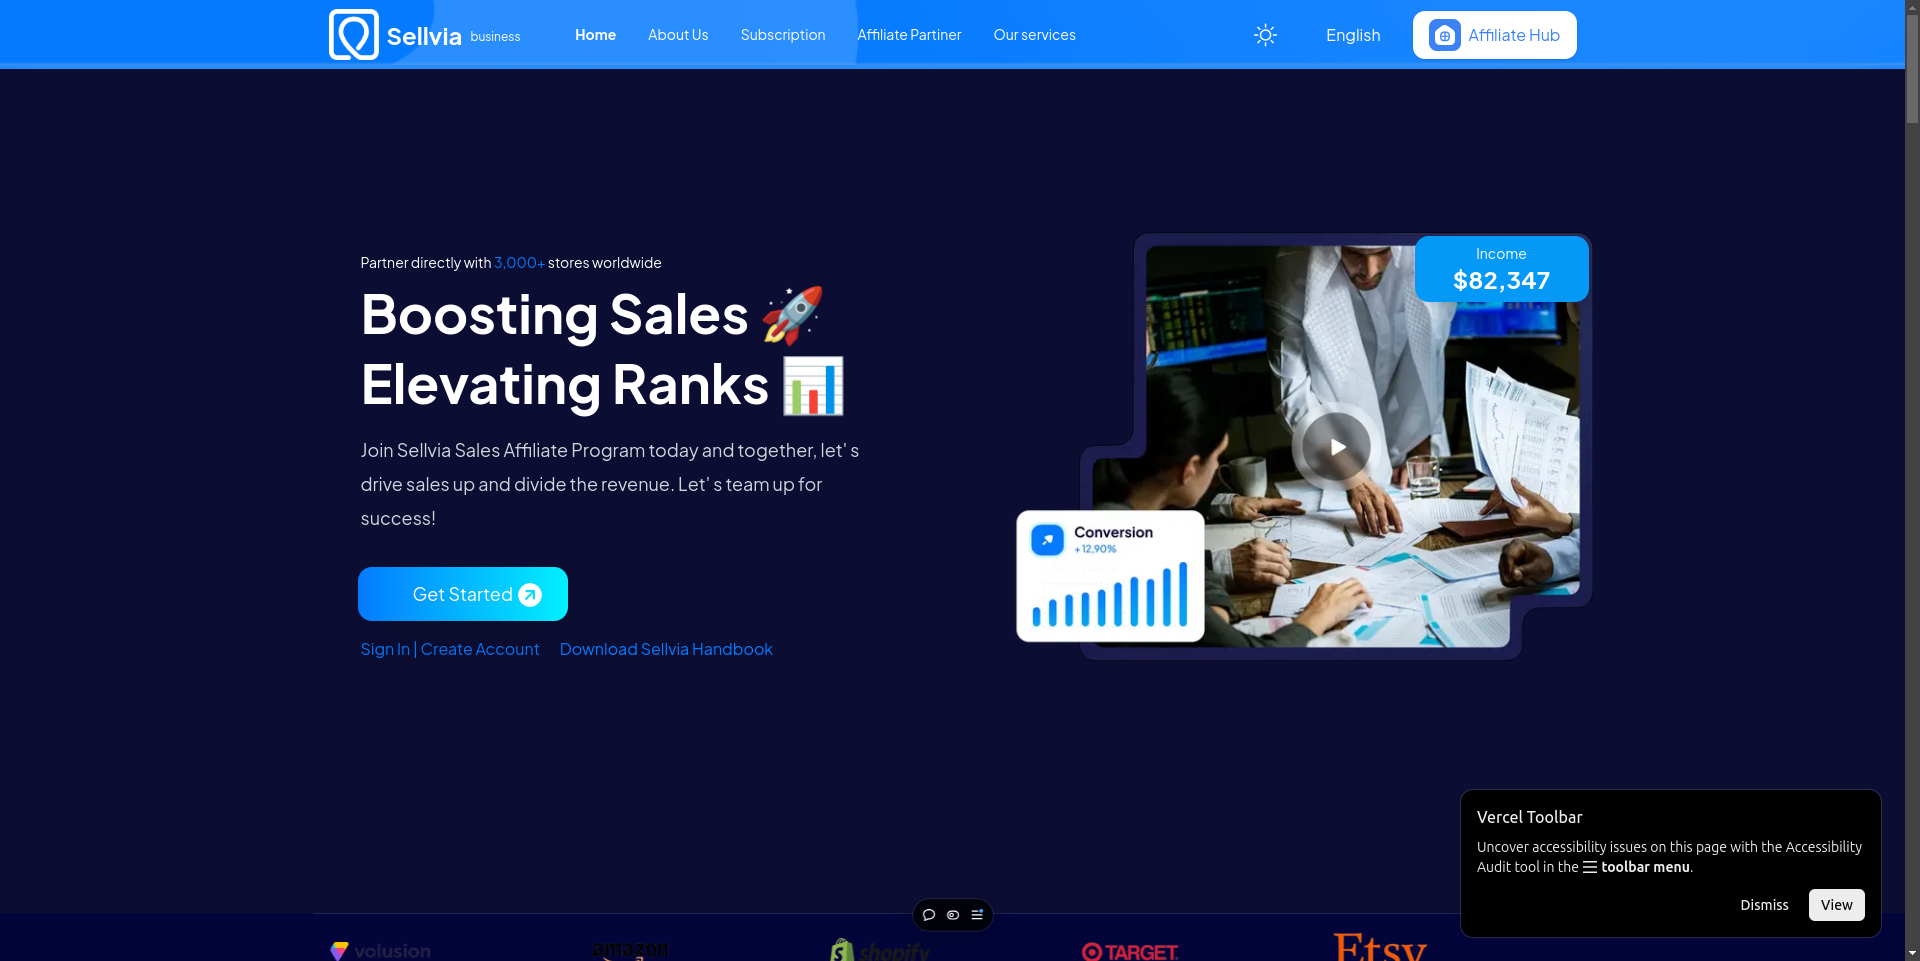 Sellvia business
Home
About Us
Subscription
Affiliate Partner
Our services
English
Affiliate Hub
Partner directly with 3,000+ stores worldwide
Boosting Sales 🚀
Elevating Ranks 📊
Join Sellvia Sales Affiliate Program today and together, let' s
drive sales up and divide the revenue. Let' s team up for
success!
Get Started
Sign In | Create Account
Download Sellvia Handbook
Income
$82,347
Conversion
+12,90%
Vercel Toolbar
Uncover accessibility issues on this page with the Accessibility
Audit tool in the ☰ toolbar menu.
Dismiss
View
volusion
amazon
shopify
TARGET.
Etsy